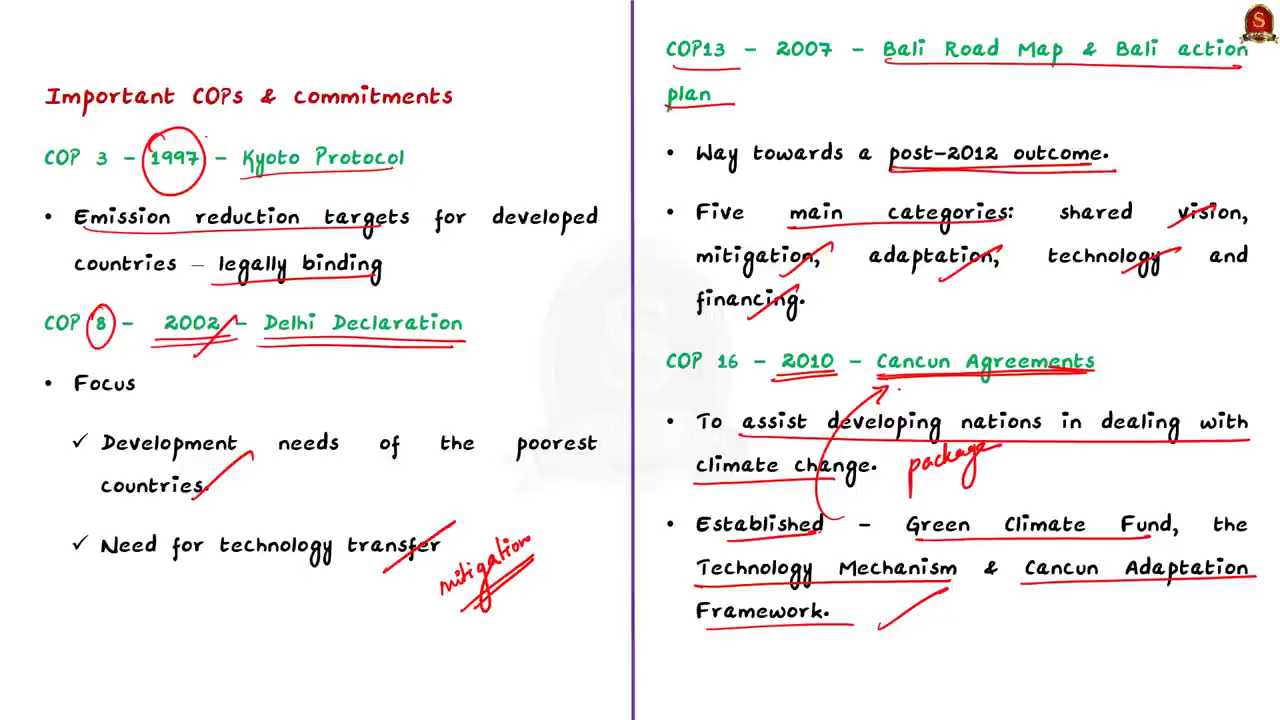 Important COPs & commitments
COP 3 - 1997 - Kyoto Protocol
• Emission reduction targets for developed
countries – legally binding
COP 8 - 2002 - Delhi Declaration
• Focus
✓ Development needs of the poorest
countries.
✓ Need for technology transfer
mitigation
COP13 - 2007 - Bali Road Map & Bali action
plan
• Way towards a post-2012 outcome.
• Five main categories: shared vision,
mitigation, adaptation, technology and
financing.
COP 16 - 2010 - Cancun Agreements
• To assist developing nations in dealing with
climate change.
package
• Established - Green Climate Fund, the
Technology Mechanism & Cancun Adaptation
Framework.
S